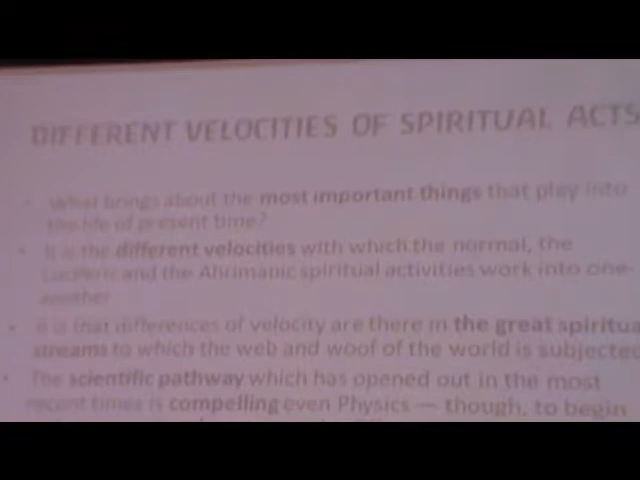 DIFFERENT VELOCITIES OF SPIRITUAL ACTS
• What brings about the most important things that play into
the life of present time?
• It is the different velocities with which the normal, the
Luciferic and the Ahrimanic spiritual activities work into one-
another
• It is that differences of velocity are there in the great spiritua
streams to which the web and woof of the world is subjected
• The scientific pathway which has opened out in the most
recent times is compelling even Physics — though, to begin